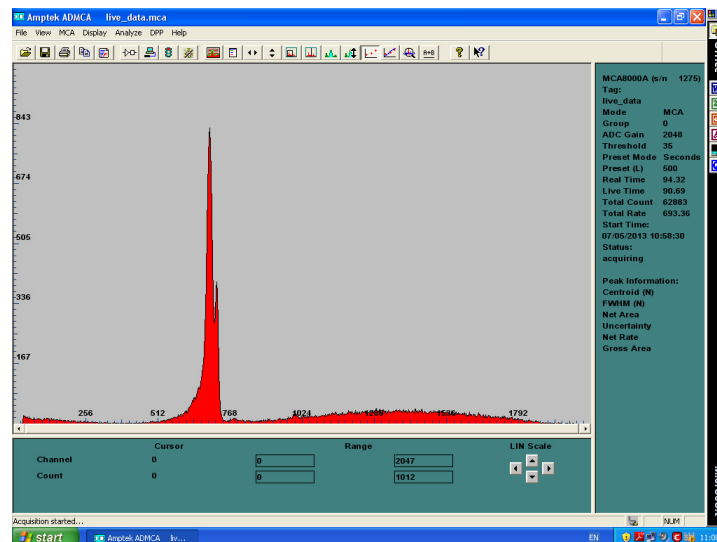 Amptek ADMCA   live_data.mca
File View MCA Display Analyze DPP Help
A+B
843
674
505
336
167
256 512 768 1024 1280 1536 1792
MCA8000A (s/n 1275)
Tag:
live_data
Mode MCA
Group 0
ADC Gain 2048
Threshold 35
Preset Mode Seconds
Preset (L) 500
Real Time 94.32
Live Time 90.69
Total Count 62883
Total Rate 693.36
Start Time:
07/05/2013 10:58:30
Status:
acquiring
Peak Information:
Centroid (N)
FWHM (N)
Net Area
Uncertainty
Net Rate
Gross Area
Cursor Range LIN Scale
Channel 0 0 2047
Count 0 0 1012
Acquisition started...
NUM
start
Amptek ADMCA liv...
EN